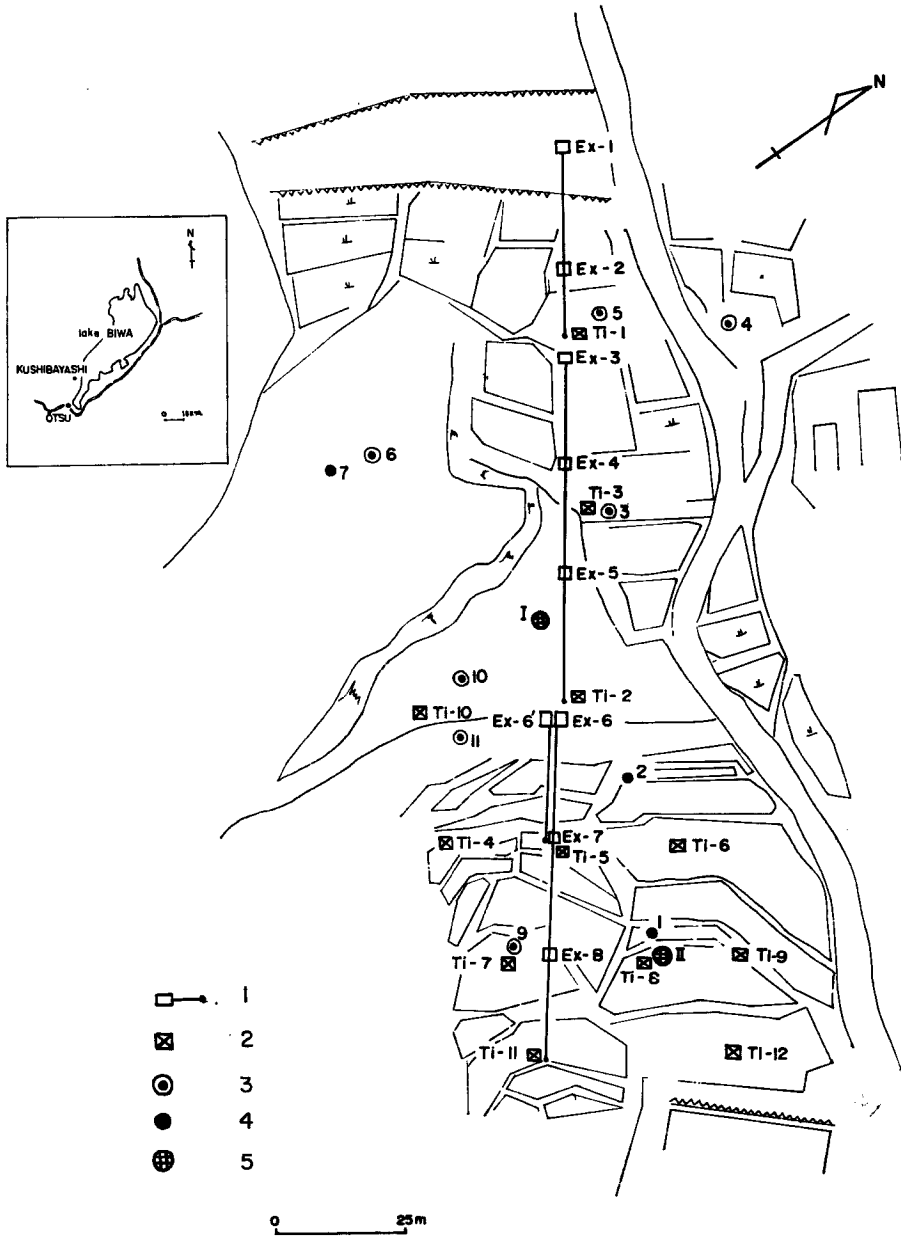 N
Ex-1
N
Ex-2
lake BIWA
5
4
Ti-1
KUSHIBAYASHI
Ex-3
OTSU
0 10km
6
7
Ex-4
Ti-3
3
Ex-5
I
10
Ti-2
Ti-10
Ex-6' Ex-6
11
2
Ti-4
Ex-7
Ti-5
Ti-6
1
9
Ti-7
Ex-8
II
Ti-9
Ti-8
1
2
Ti-11
Ti-12
3
4
5
0 25m